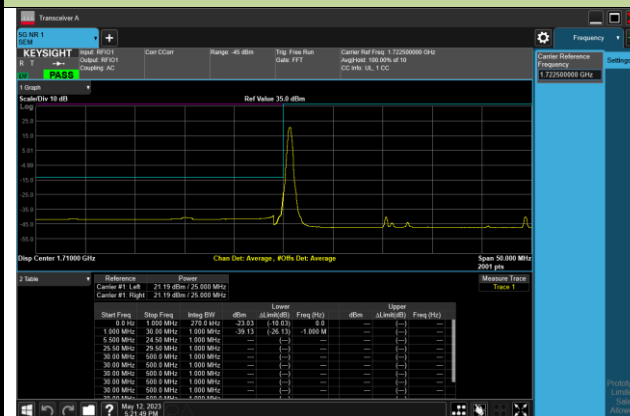 Transceiver A
5G NR 1
SEM
+
Frequency
KEYSIGHT
Input: RFIO1
Output: RFIO1
Coupling: AC
Corr CCorr
Range: -45 dBm
Trig: Free Run
Gate: FFT
Carrier Ref Freq: 1.722500000 GHz
Avg|Hold: 100.00% of 10
CC Info: UL, 1 CC
R T
LV
PASS
Carrier Reference
Frequency
1.722500000 GHz
Settings
1 Graph
Scale/Div 10 dB
Ref Value 35.0 dBm
Log
25.0
15.0
5.01
-4.99
-15.0
-25.0
-35.0
-45.0
-55.0
Disp Center 1.71000 GHz
Chan Det: Average, #Offs Det: Average
Span 50.000 MHz
2001 pts
2 Table
Reference Power
Carrier #1: Left 21.19 dBm / 25.000 MHz
Carrier #1: Right 21.19 dBm / 25.000 MHz
Measure Trace
Trace 1
Lower Upper
Start Freq Stop Freq Integ BW dBm ΔLimit(dB) Freq (Hz) dBm ΔLimit(dB) Freq (Hz)
0.0 Hz 1.000 MHz 270.0 kHz -23.03 (-10.03) 0.0 --- (---) ---
1.000 MHz 30.00 MHz 1.000 MHz -39.13 (-26.13) -1.000 M --- (---) ---
5.500 MHz 24.50 MHz 1.000 MHz --- (---) --- --- (---) ---
25.50 MHz 29.50 MHz 1.000 MHz --- (---) --- --- (---) ---
30.00 MHz 500.0 MHz 1.000 MHz --- (---) --- --- (---) ---
30.00 MHz 500.0 MHz 1.000 MHz --- (---) --- --- (---) ---
30.00 MHz 500.0 MHz 1.000 MHz --- (---) --- --- (---) ---
30.00 MHz 500.0 MHz 1.000 MHz --- (---) --- --- (---) ---
30.00 MHz 500.0 MHz 1.000 MHz --- (---) --- --- (---) ---
?
May 12, 2023
5:21:49 PM